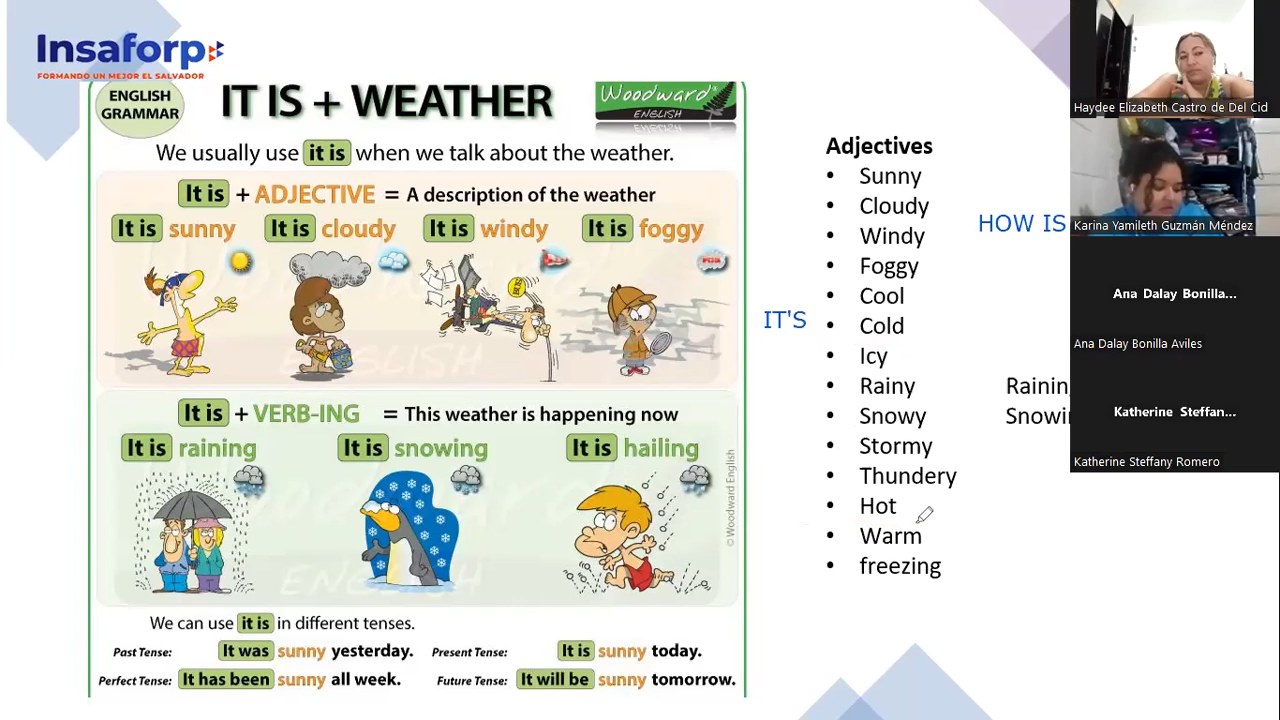 Insaforp
FORMANDO UN MEJOR EL SALVADOR
ENGLISH
GRAMMAR
IT IS + WEATHER
Woodward®
ENGLISH
We usually use it is when we talk about the weather.
It is + ADJECTIVE = A description of the weather
It is sunny
It is cloudy
It is windy
It is foggy
FOG
It is + VERB-ING = This weather is happening now
It is raining
It is snowing
It is hailing
© Woodward English
We can use it is in different tenses.
Past Tense: It was sunny yesterday.
Present Tense: It is sunny today.
Perfect Tense: It has been sunny all week.
Future Tense: It will be sunny tomorrow.
IT'S
Adjectives
• Sunny
• Cloudy
• Windy
• Foggy
• Cool
• Cold
• Icy
• Rainy
• Snowy
• Stormy
• Thundery
• Hot
• Warm
• freezing
HOW IS
Rainin
Snowin
Haydee Elizabeth Castro de Del Cid
Karina Yamileth Guzmán Méndez
Ana Dalay Bonilla...
Ana Dalay Bonilla Aviles
Katherine Steffan...
Katherine Steffany Romero